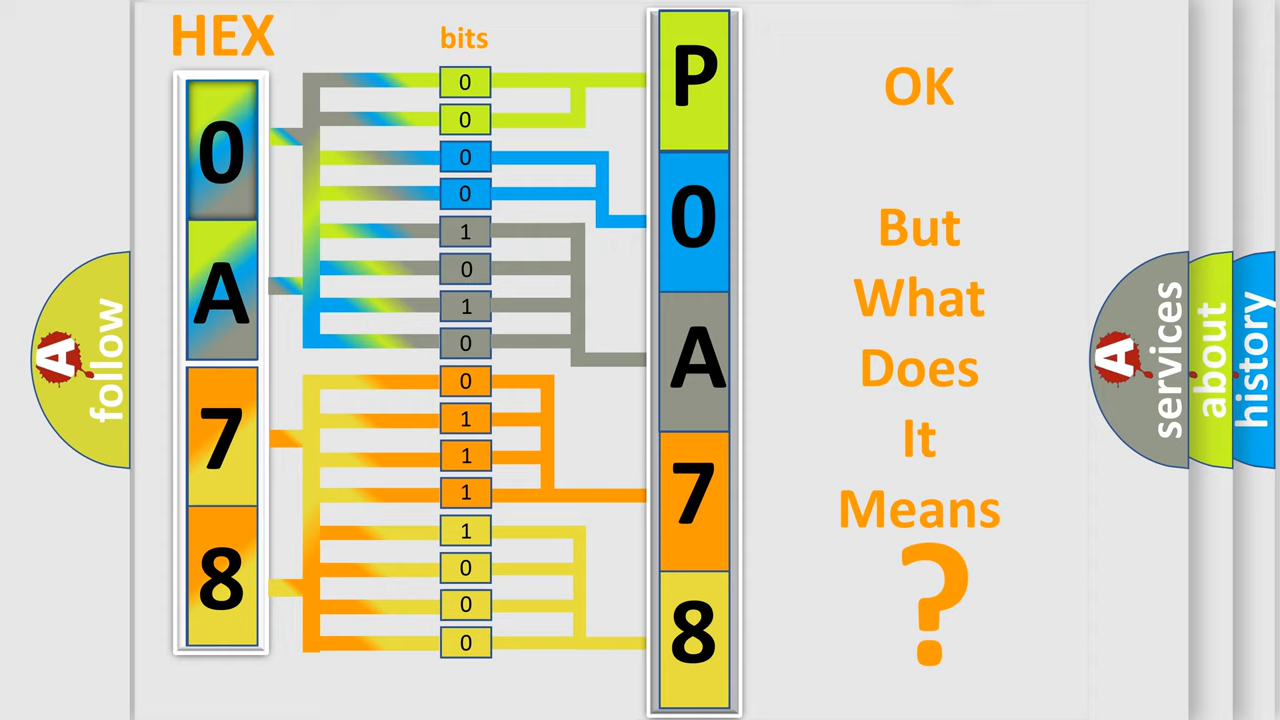 HEX
bits
0
A
7
8
0
0
0
0
1
0
1
0
0
1
1
1
1
0
0
0
P
0
A
7
8
OK
But
What
Does
It
Means
?
A
follow
A
services
about
history